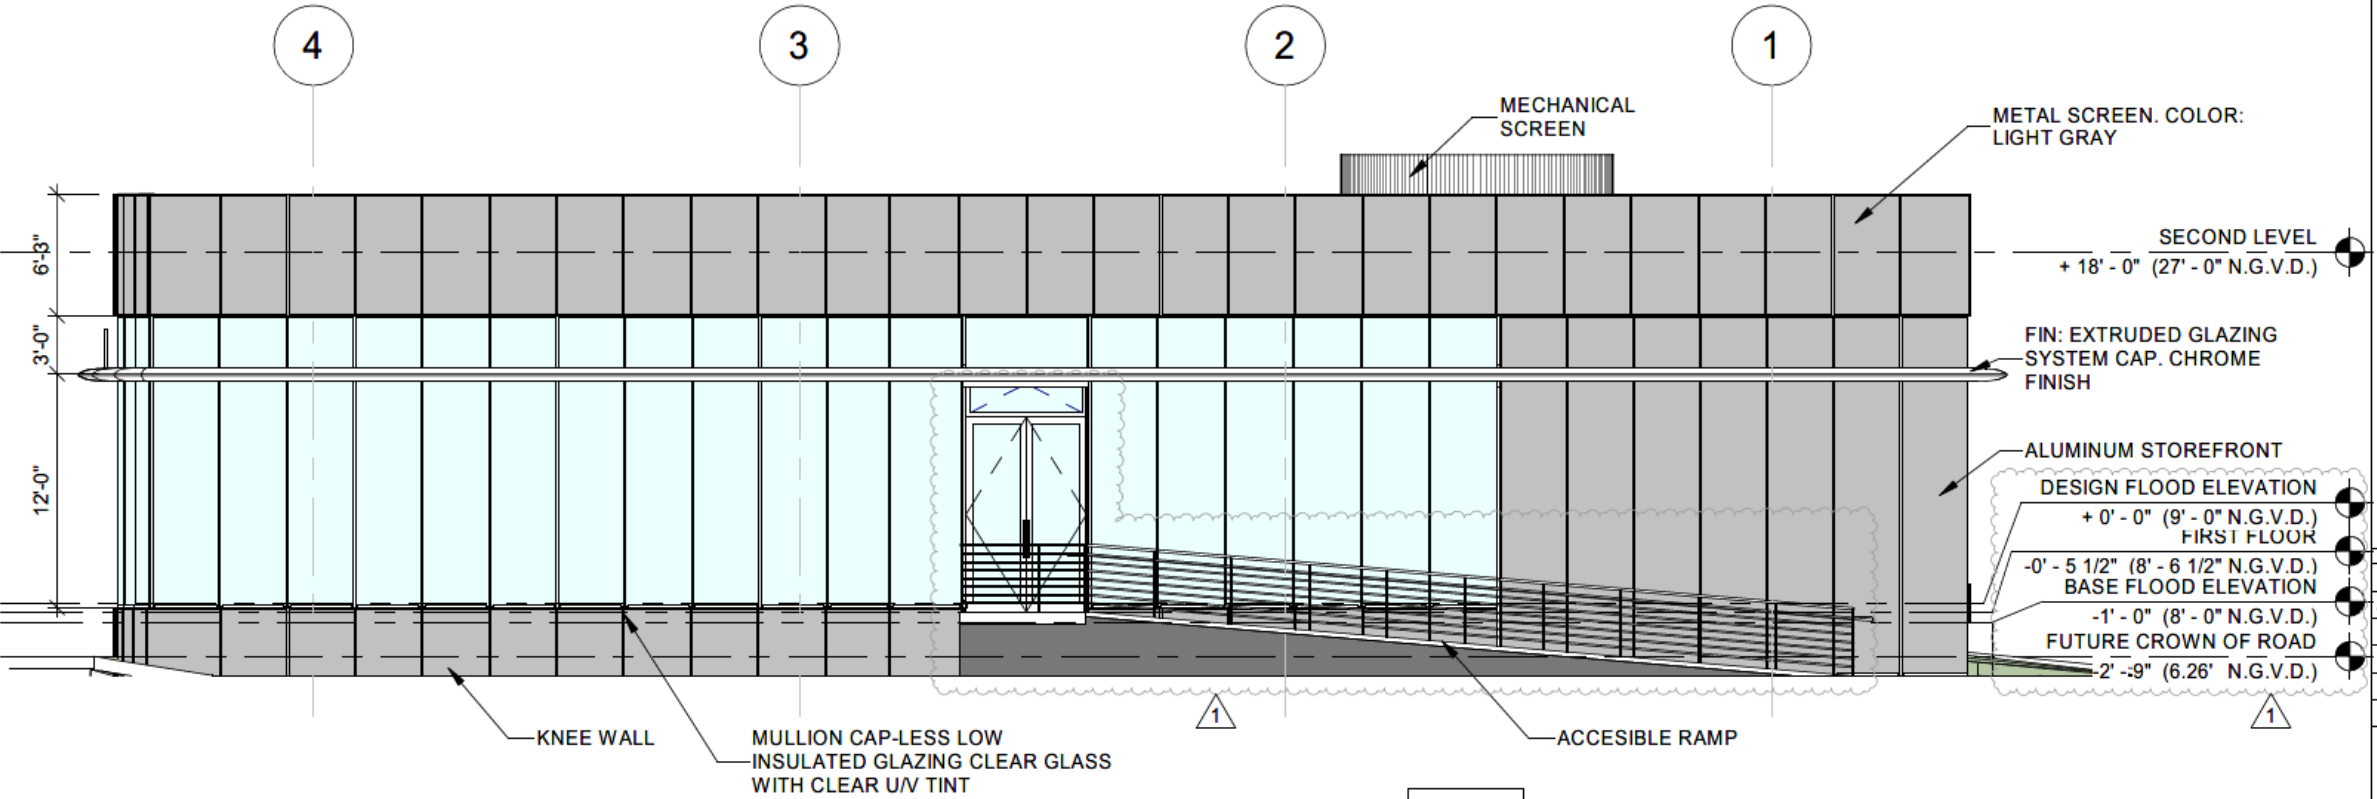 4
3
2
1
MECHANICAL
SCREEN
METAL SCREEN. COLOR:
LIGHT GRAY
6'-3"
SECOND LEVEL
+ 18' - 0" (27' - 0" N.G.V.D.)
3'-0"
FIN: EXTRUDED GLAZING
SYSTEM CAP. CHROME
FINISH
12'-0"
ALUMINUM STOREFRONT
DESIGN FLOOD ELEVATION
+ 0' - 0" (9' - 0" N.G.V.D.)
FIRST FLOOR
-0' - 5 1/2" (8' - 6 1/2" N.G.V.D.)
BASE FLOOD ELEVATION
-1' - 0" (8' - 0" N.G.V.D.)
FUTURE CROWN OF ROAD
-2' - 9" (6.26' N.G.V.D.)
1
1
KNEE WALL
MULLION CAP-LESS LOW
INSULATED GLAZING CLEAR GLASS
WITH CLEAR U/V TINT
ACCESIBLE RAMP